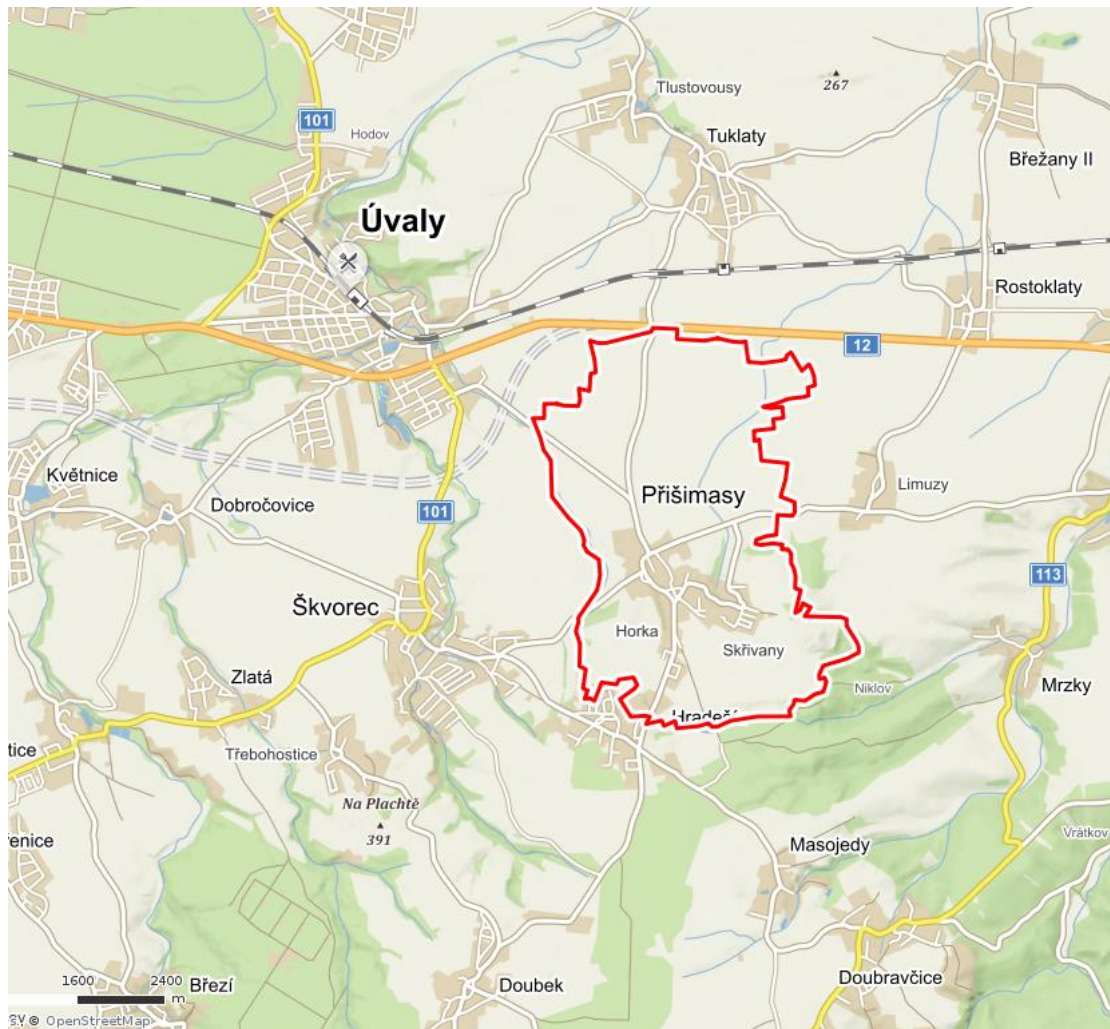 Tlustovousy
267
101
Hodov
Tuklaty
Břežany II
Úvaly
Rostoklaty
12
Květnice
Dobročovice
Přišimasy
Limuzy
101
113
Škvorec
Horka
Skřivany
Zlatá
Niklov
Mrzky
Třebohostice
Na Plachtě
391
Masojedy
Vrátkov
Doubek
Doubravčice
Březí
1600
2400
m
© OpenStreetMap